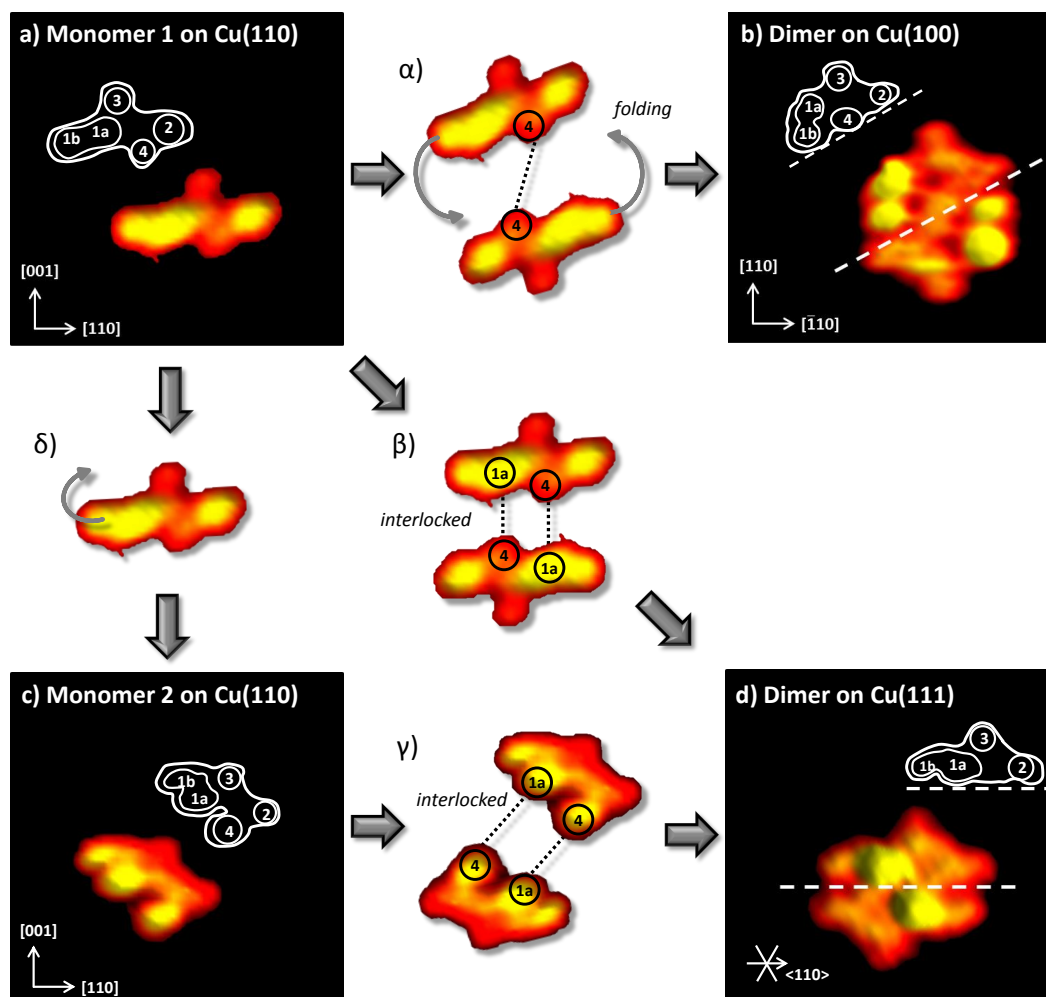 a) Monomer 1 on Cu(110)
3
1b
1a
2
4
[001]
[110]
α)
folding
4
4
b) Dimer on Cu(100)
3
1a
2
4
1b
[110]
[1̄10]
δ)
β)
1a
4
interlocked
4
1a
c) Monomer 2 on Cu(110)
1b
3
1a
2
4
[001]
[110]
γ)
interlocked
1a
4
4
1a
d) Dimer on Cu(111)
3
1b
1a
2
<110>